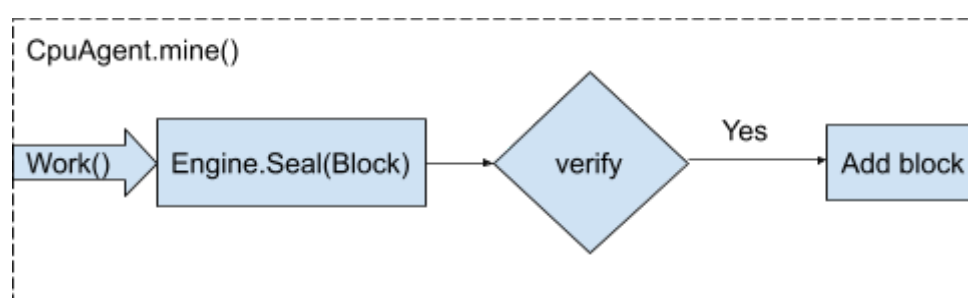 CpuAgent.mine()
Work()
Engine.Seal(Block)
verify
Yes
Add block